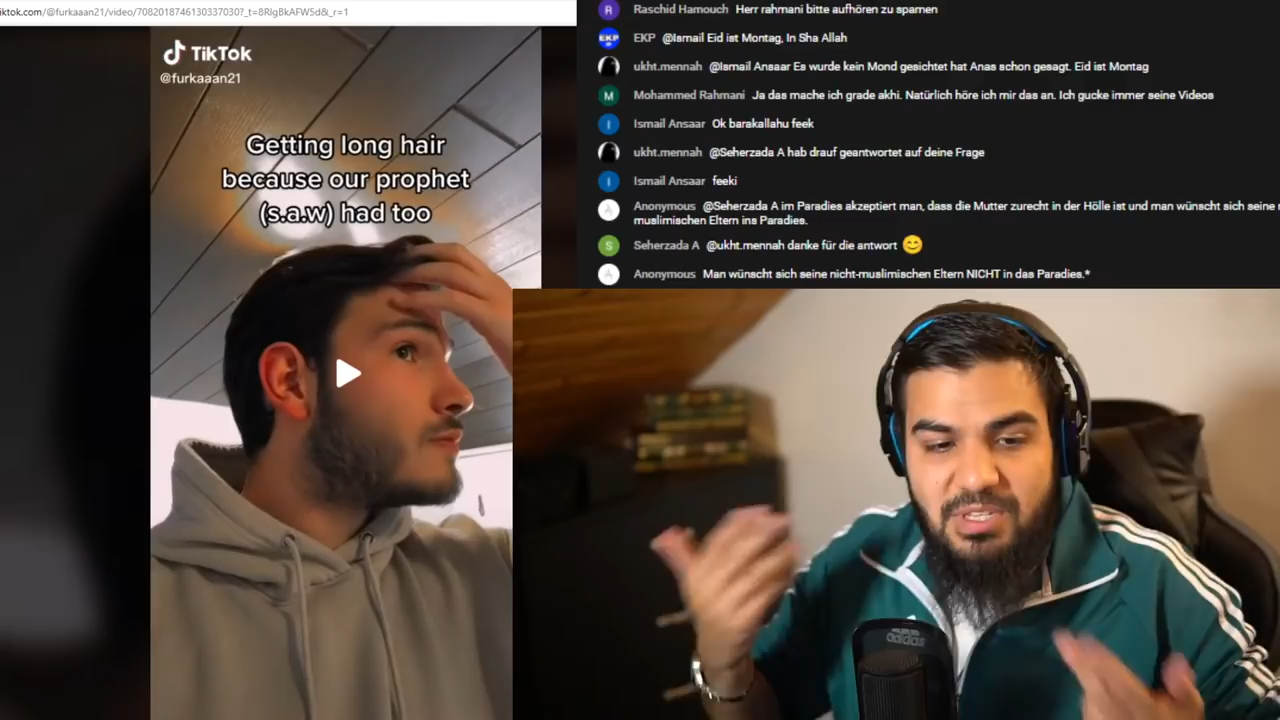 iktok.com/@furkaaan21/video/7082018746130337030?_t=8RlgBkAFW5d&_r=1
TikTok
@furkaaan21
Getting long hair
because our prophet
(s.a.w) had too
R Raschid Hamouch Herr rahmani bitte aufhören zu spamen
EKP EKP @Ismail Eid ist Montag, In Sha Allah
ukht.mennah @Ismail Ansaar Es wurde kein Mond gesichtet hat Anas schon gesagt. Eid ist Montag
M Mohammed Rahmani Ja das mache ich grade akhi. Natürlich höre ich mir das an. Ich gucke immer seine Videos
I Ismail Ansaar Ok barakallahu feek
ukht.mennah @Seherzada A hab drauf geantwortet auf deine Frage
I Ismail Ansaar feeki
A Anonymous @Seherzada A im Paradies akzeptiert man, dass die Mutter zurecht in der Hölle ist und man wünscht sich seine
muslimischen Eltern ins Paradies.
S Seherzada A @ukht.mennah danke für die antwort 😊
A Anonymous Man wünscht sich seine nicht-muslimischen Eltern NICHT in das Paradies.*
adidas